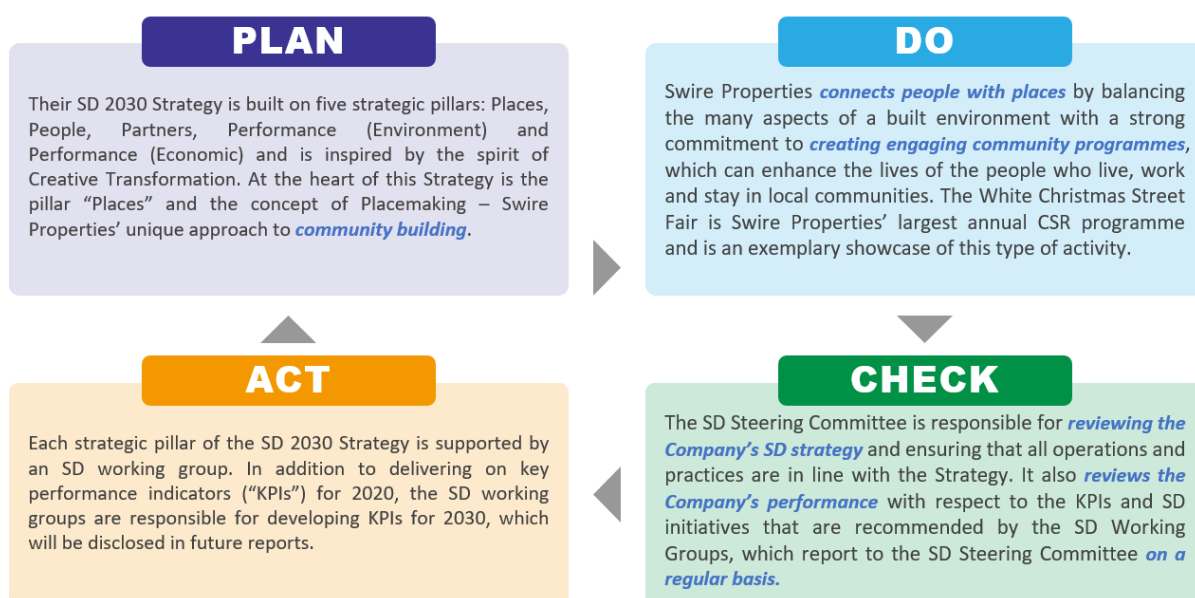 PLAN
Their SD 2030 Strategy is built on five strategic pillars: Places,
People, Partners, Performance (Environment) and
Performance (Economic) and is inspired by the spirit of
Creative Transformation. At the heart of this Strategy is the
pillar “Places” and the concept of Placemaking – Swire
Properties’ unique approach to community building.
DO
Swire Properties connects people with places by balancing
the many aspects of a built environment with a strong
commitment to creating engaging community programmes,
which can enhance the lives of the people who live, work
and stay in local communities. The White Christmas Street
Fair is Swire Properties’ largest annual CSR programme
and is an exemplary showcase of this type of activity.
CHECK
The SD Steering Committee is responsible for reviewing the
Company’s SD strategy and ensuring that all operations and
practices are in line with the Strategy. It also reviews the
Company’s performance with respect to the KPIs and SD
initiatives that are recommended by the SD Working
Groups, which report to the SD Steering Committee on a
regular basis.
ACT
Each strategic pillar of the SD 2030 Strategy is supported by
an SD working group. In addition to delivering on key
performance indicators (“KPIs”) for 2020, the SD working
groups are responsible for developing KPIs for 2030, which
will be disclosed in future reports.